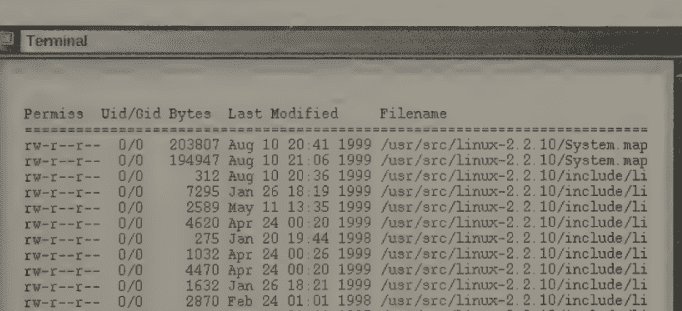 Terminal
Permiss Uid/Gid Bytes Last Modified Filename
==============================================================
rw-r--r-- 0/0 203807 Aug 10 20:41 1999 /usr/src/linux-2.2.10/System.map
rw-r--r-- 0/0 194947 Aug 10 21:06 1999 /usr/src/linux-2.2.10/System.map
rw-r--r-- 0/0 312 Aug 10 20:36 1999 /usr/src/linux-2.2.10/include/li
rw-r--r-- 0/0 7295 Jan 26 18:19 1999 /usr/src/linux-2.2.10/include/li
rw-r--r-- 0/0 2589 May 11 13:35 1999 /usr/src/linux-2.2.10/include/li
rw-r--r-- 0/0 4620 Apr 24 00:20 1999 /usr/src/linux-2.2.10/include/li
rw-r--r-- 0/0 275 Jan 20 19:44 1998 /usr/src/linux-2.2.10/include/li
rw-r--r-- 0/0 1032 Apr 24 00:26 1999 /usr/src/linux-2.2.10/include/li
rw-r--r-- 0/0 4470 Apr 24 00:20 1999 /usr/src/linux-2.2.10/include/li
rw-r--r-- 0/0 1632 Jan 26 18:21 1999 /usr/src/linux-2.2.10/include/li
rw-r--r-- 0/0 2870 Feb 24 01:01 1998 /usr/src/linux-2.2.10/include/li